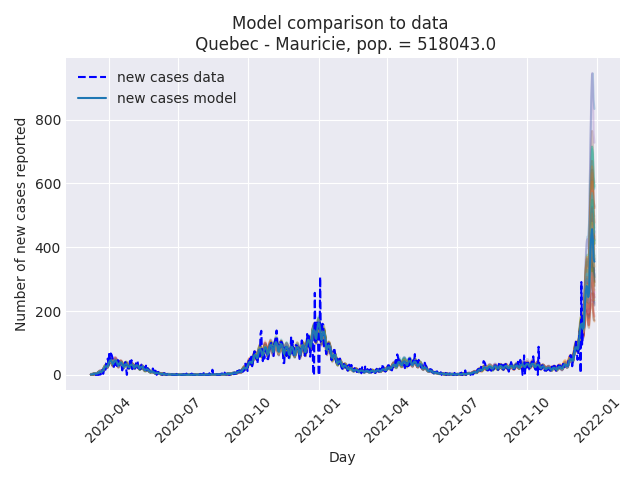 Model comparison to data
Quebec - Mauricie, pop. = 518043.0
new cases data
new cases model
Number of new cases reported
800
600
400
200
0
2020-04
2020-07
2020-10
2021-01
2021-04
2021-07
2021-10
2022-01
Day